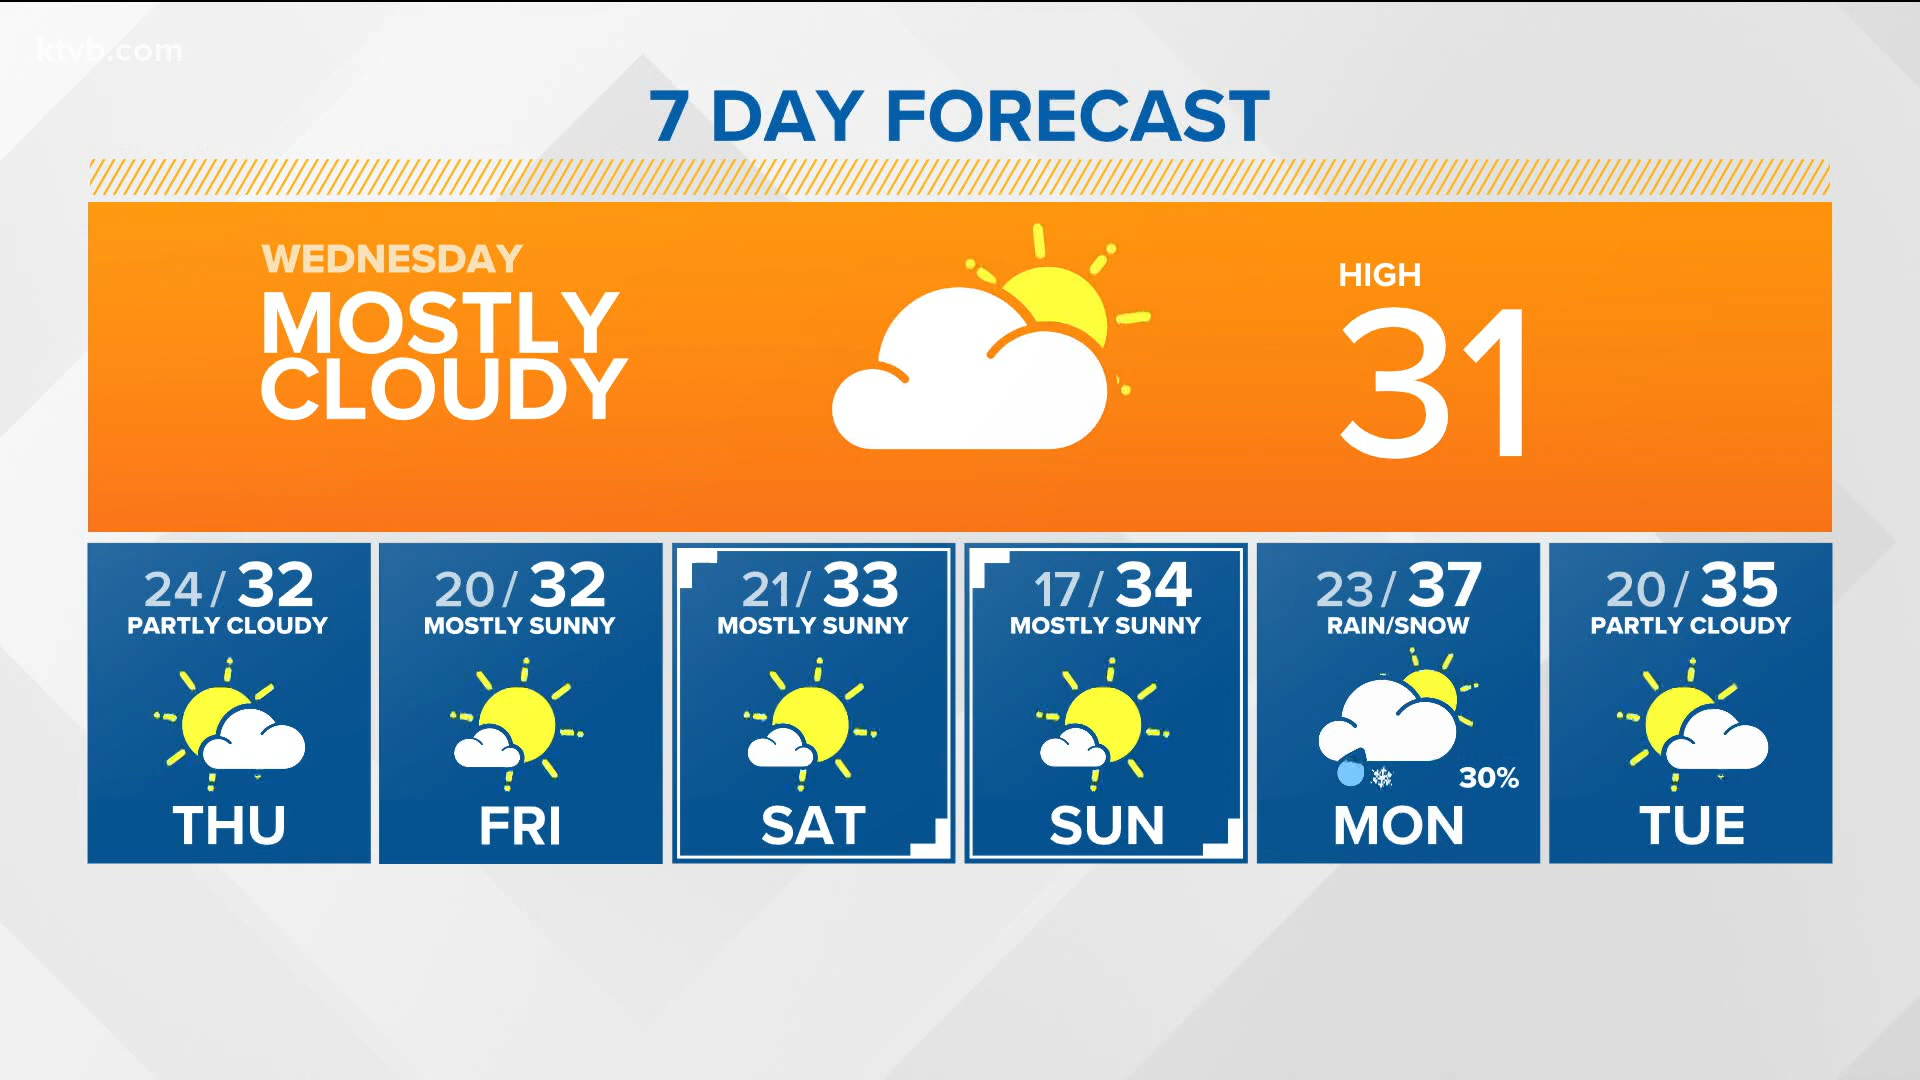 ktvb.com
7 DAY FORECAST
WEDNESDAY
MOSTLY
CLOUDY
HIGH
31
24 / 32
PARTLY CLOUDY
THU
20 / 32
MOSTLY SUNNY
FRI
21 / 33
MOSTLY SUNNY
SAT
17 / 34
MOSTLY SUNNY
SUN
23 / 37
RAIN/SNOW
30%
MON
20 / 35
PARTLY CLOUDY
TUE